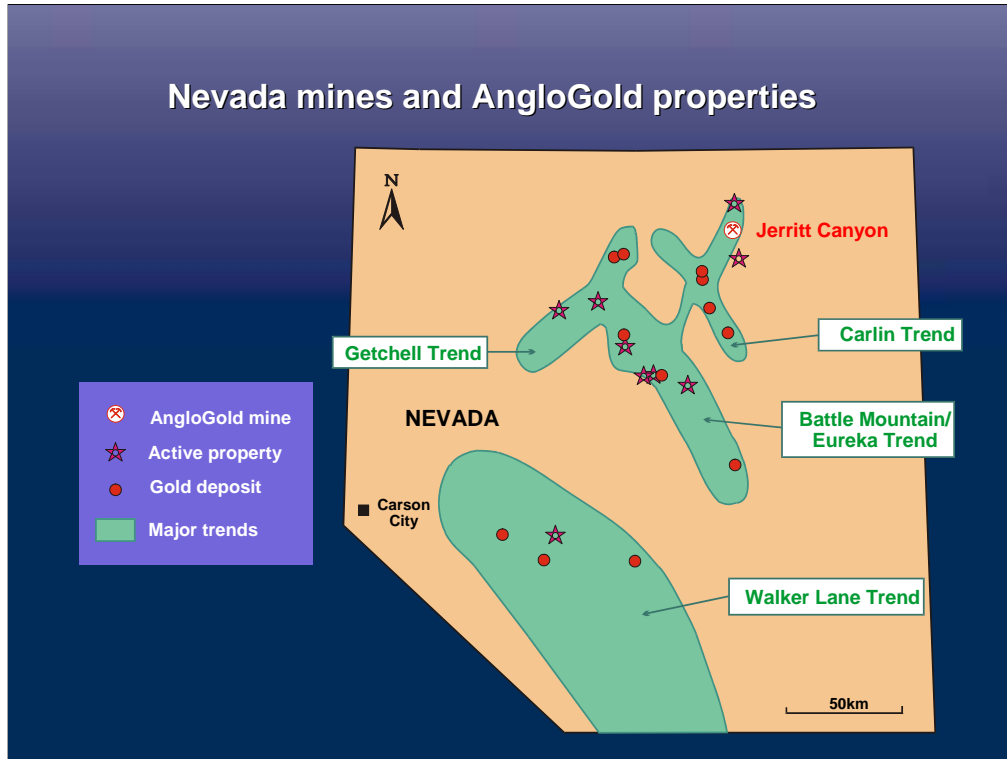 Nevada mines and AngloGold properties
N
Jerritt Canyon
Carlin Trend
Getchell Trend
NEVADA
Battle Mountain/
Eureka Trend
AngloGold mine
Active property
Gold deposit
Major trends
Carson
City
Walker Lane Trend
50km